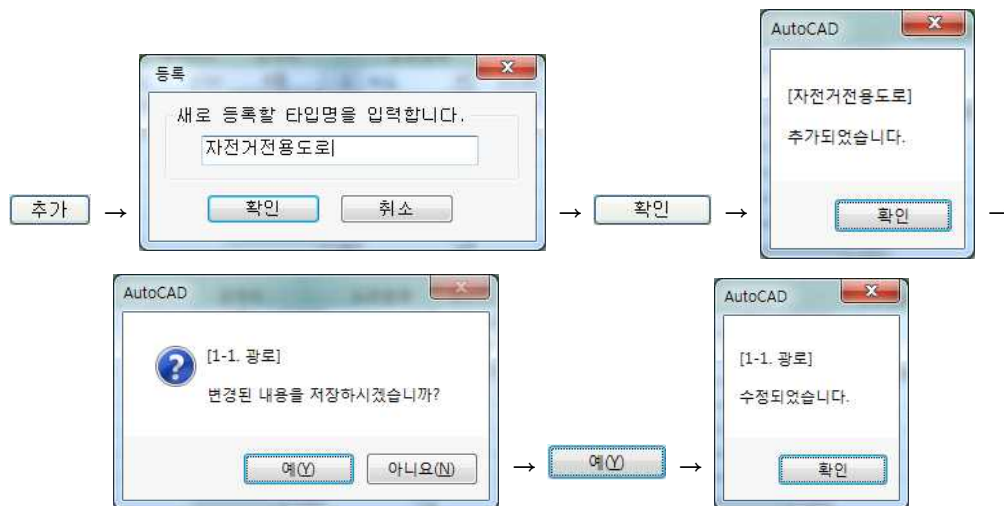 추가
→
등록
새로 등록할 타입명을 입력합니다.
자전거전용도로
확인
취소
→
확인
→
AutoCAD
[자전거전용도로]
추가되었습니다.
확인
→
AutoCAD
[1-1. 광로]
변경된 내용을 저장하시겠습니까?
예(Y)
아니요(N)
→
예(Y)
→
AutoCAD
[1-1. 광로]
수정되었습니다.
확인